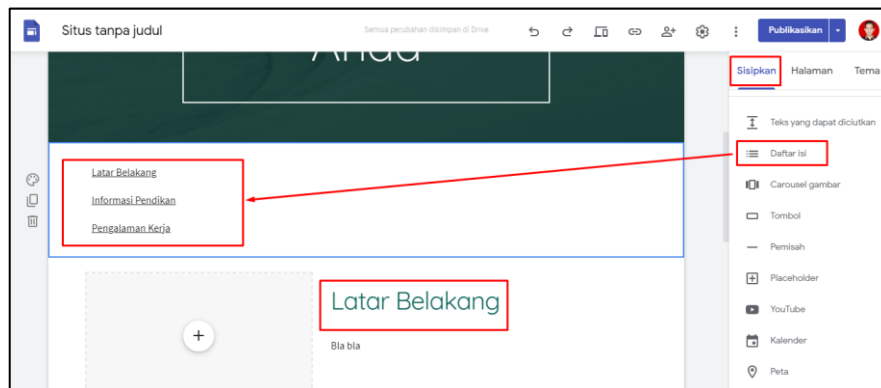 Situs tanpa judul
Semua perubahan disimpan di Drive
Publikasikan
Anda
Sisipkan Halaman Tema
Teks yang dapat diciutkan
Daftar Isi
Carousel gambar
Tombol
Pemisah
Placeholder
YouTube
Kalender
Peta
Latar Belakang
Informasi Pendikan
Pengalaman Kerja
Latar Belakang
Bla bla